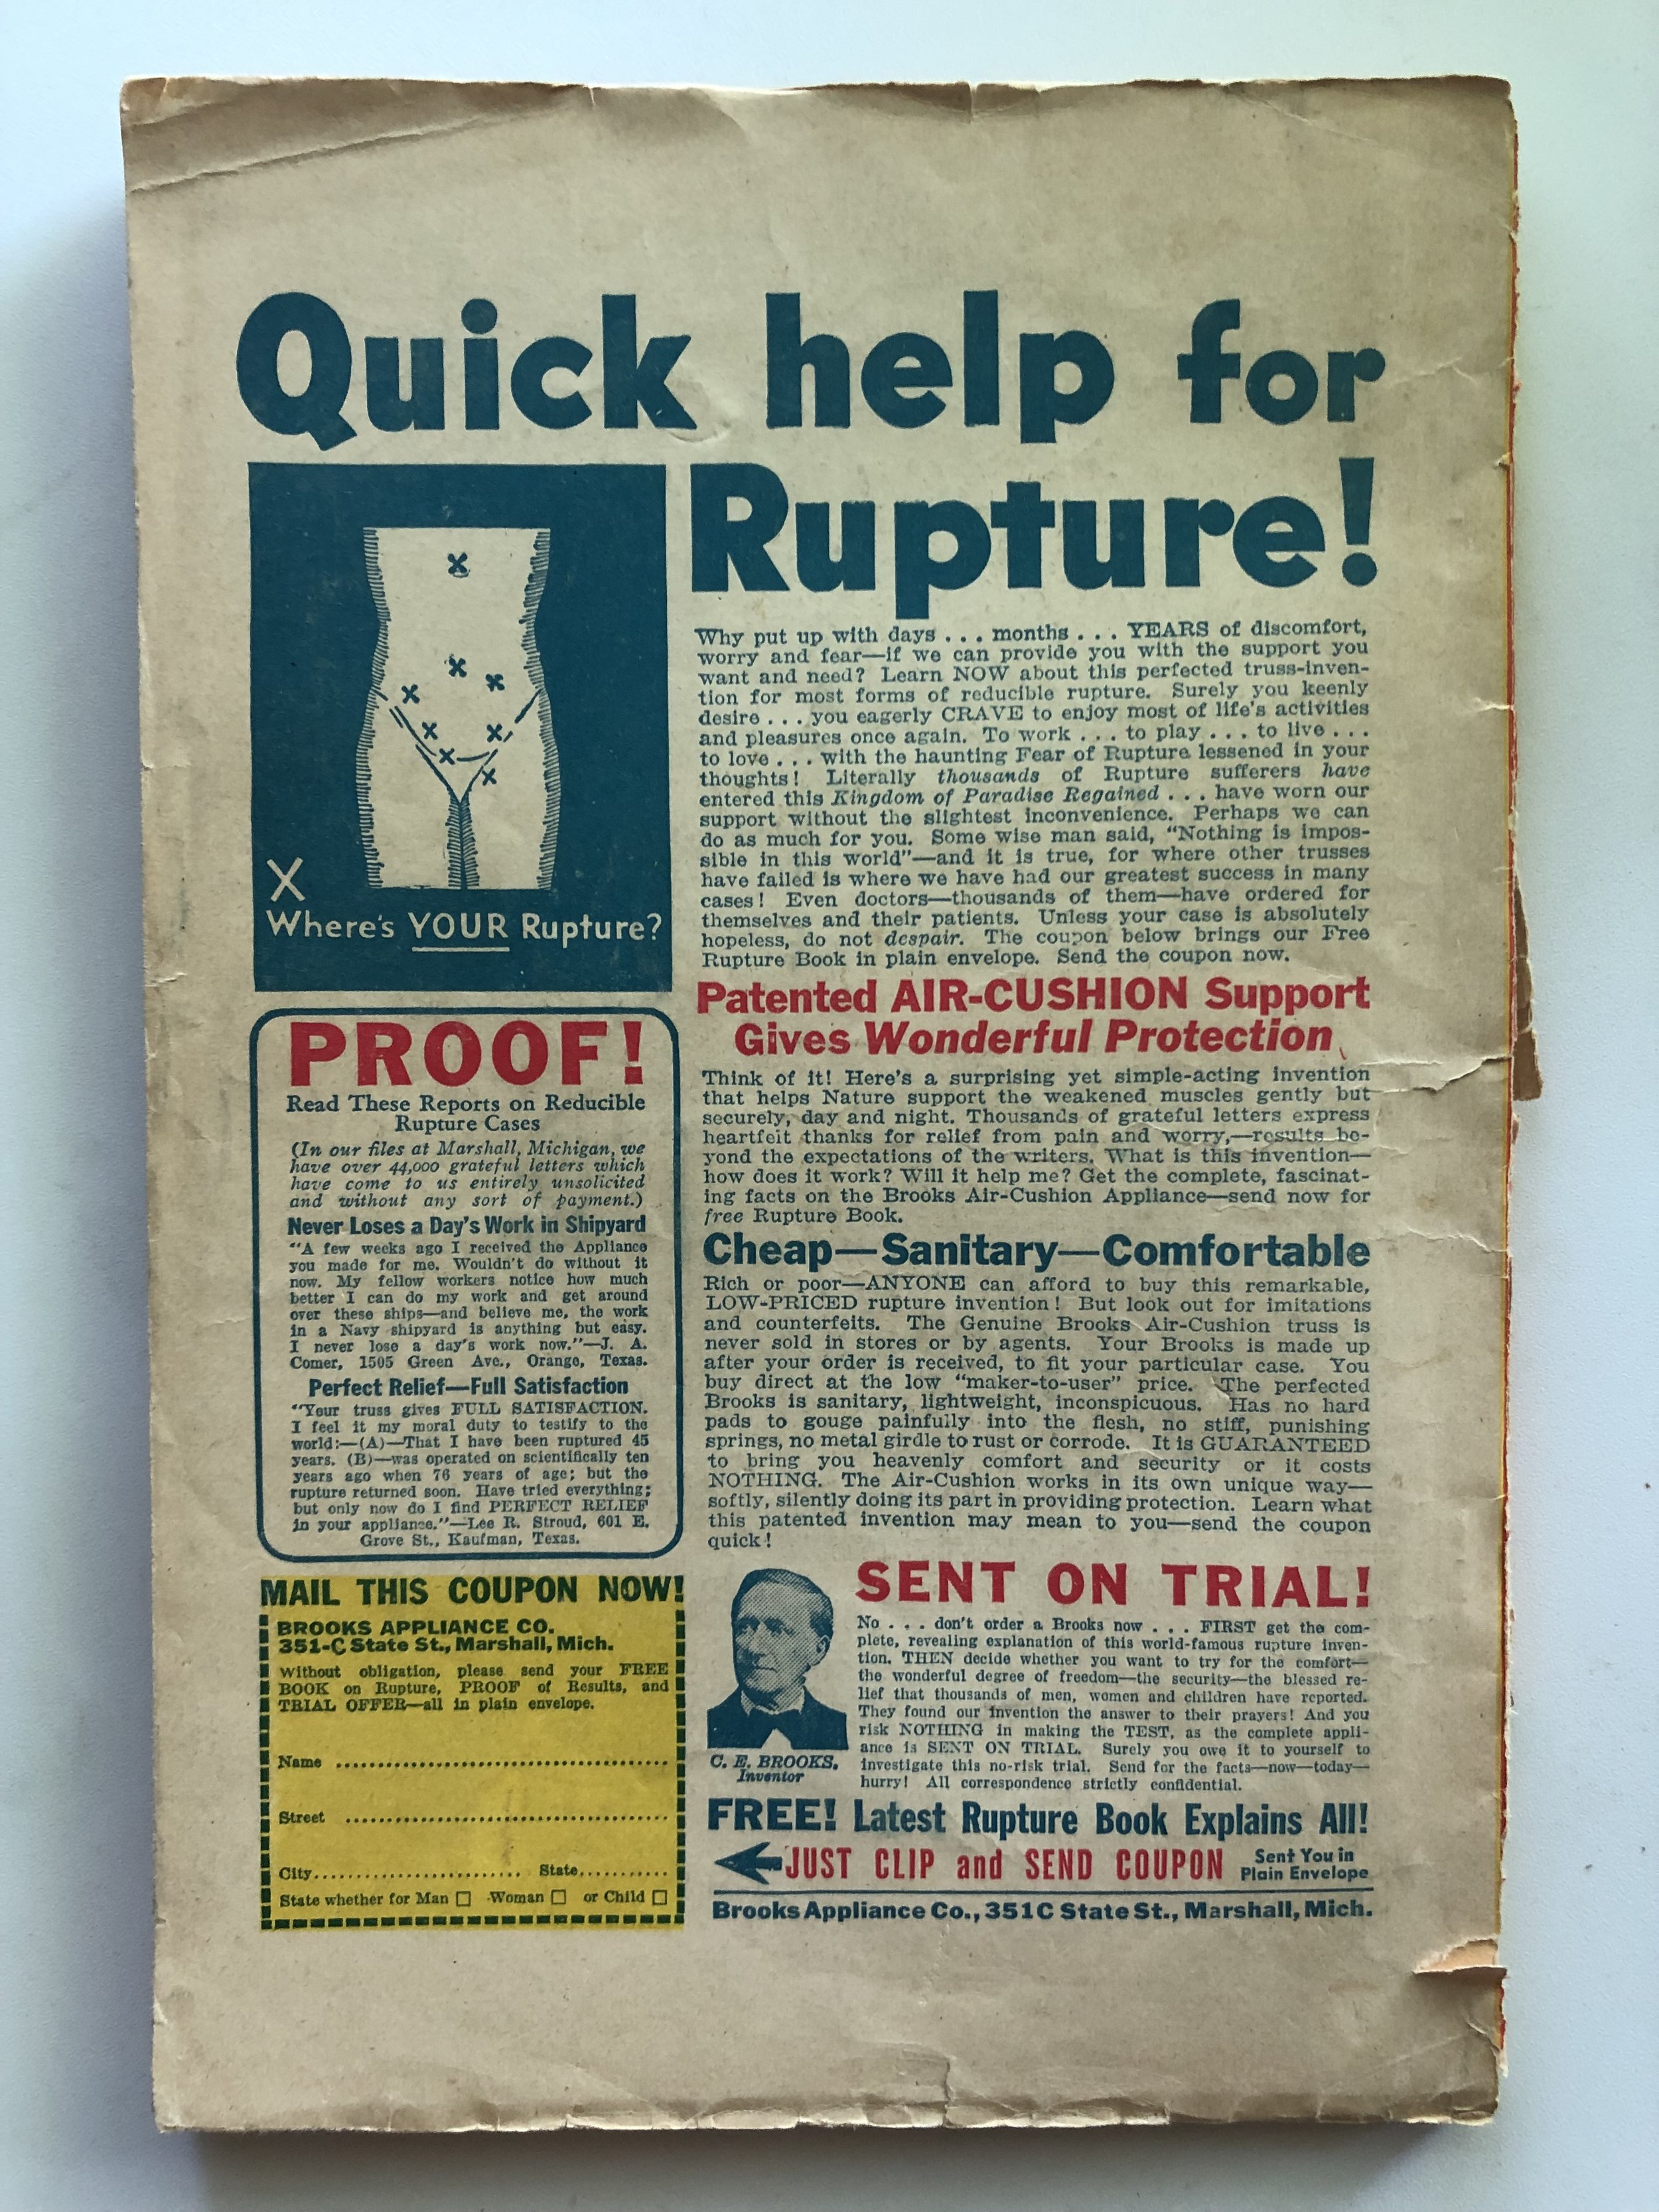 Quick help for
Rupture!
X
Where's YOUR Rupture?
Why put up with days . . . months . . . YEARS of discomfort,
worry and fear—if we can provide you with the support you
want and need? Learn NOW about this perfected truss-inven-
tion for most forms of reducible rupture. Surely you keenly
desire . . . you eagerly CRAVE to enjoy most of life's activities
and pleasures once again. To work . . . to play . . . to live . . .
to love . . . with the haunting Fear of Rupture lessened in your
thoughts! Literally thousands of Rupture sufferers have
entered this Kingdom of Paradise Regained . . . have worn our
support without the slightest inconvenience. Perhaps we can
do as much for you. Some wise man said, “Nothing is impos-
sible in this world”—and it is true, for where other trusses
have failed is where we have had our greatest success in many
cases! Even doctors—thousands of them—have ordered for
themselves and their patients. Unless your case is absolutely
hopeless, do not despair. The coupon below brings our Free
Rupture Book in plain envelope. Send the coupon now.
Patented AIR-CUSHION Support
Gives Wonderful Protection
Think of it! Here's a surprising yet simple-acting invention
that helps Nature support the weakened muscles gently but
securely, day and night. Thousands of grateful letters express
heartfelt thanks for relief from pain and worry,—results be-
yond the expectations of the writers. What is this invention—
how does it work? Will it help me? Get the complete, fascinat-
ing facts on the Brooks Air-Cushion Appliance—send now for
free Rupture Book.
Cheap—Sanitary—Comfortable
Rich or poor—ANYONE can afford to buy this remarkable,
LOW-PRICED rupture invention! But look out for imitations
and counterfeits. The Genuine Brooks Air-Cushion truss is
never sold in stores or by agents. Your Brooks is made up
after your order is received, to fit your particular case. You
buy direct at the low “maker-to-user” price. The perfected
Brooks is sanitary, lightweight, inconspicuous. Has no hard
pads to gouge painfully into the flesh, no stiff, punishing
springs, no metal girdle to rust or corrode. It is GUARANTEED
to bring you heavenly comfort and security or it costs
NOTHING. The Air-Cushion works in its own unique way—
softly, silently doing its part in providing protection. Learn what
this patented invention may mean to you—send the coupon
quick!
PROOF!
Read These Reports on Reducible
Rupture Cases
(In our files at Marshall, Michigan, we
have over 44,000 grateful letters which
have come to us entirely unsolicited
and without any sort of payment.)
Never Loses a Day's Work in Shipyard
“A few weeks ago I received the Appliance
you made for me. Wouldn't do without it
now. My fellow workers notice how much
better I can do my work and get around
over these ships—and believe me, the work
in a Navy shipyard is anything but easy.
I never lose a day's work now.”—J. A.
Comer, 1505 Green Ave., Orange, Texas.
Perfect Relief—Full Satisfaction
“Your truss gives FULL SATISFACTION.
I feel it my moral duty to testify to the
world:—(A)—That I have been ruptured 45
years. (B)—was operated on scientifically ten
years ago when 76 years of age; but the
rupture returned soon. Have tried everything;
but only now do I find PERFECT RELIEF
in your appliance.”—Lee R. Stroud, 601 E.
Grove St., Kaufman, Texas.
MAIL THIS COUPON NOW!
BROOKS APPLIANCE CO.
351-C State St., Marshall, Mich.
Without obligation, please send your FREE
BOOK on Rupture, PROOF of Results, and
TRIAL OFFER—all in plain envelope.
Name
Street
City State
State whether for Man □ Woman □ or Child □
SENT ON TRIAL!
No . . . don't order a Brooks now . . . FIRST get the com-
plete, revealing explanation of this world-famous rupture inven-
tion. THEN decide whether you want to try for the comfort—
the wonderful degree of freedom—the security—the blessed re-
lief that thousands of men, women and children have reported.
They found our invention the answer to their prayers! And you
risk NOTHING in making the TEST, as the complete appli-
ance is SENT ON TRIAL. Surely you owe it to yourself to
investigate this no-risk trial. Send for the facts—now—today—
hurry! All correspondence strictly confidential.
C. E. BROOKS,
Inventor
FREE! Latest Rupture Book Explains All!
JUST CLIP and SEND COUPON
Sent You in
Plain Envelope
Brooks Appliance Co., 351C State St., Marshall, Mich.